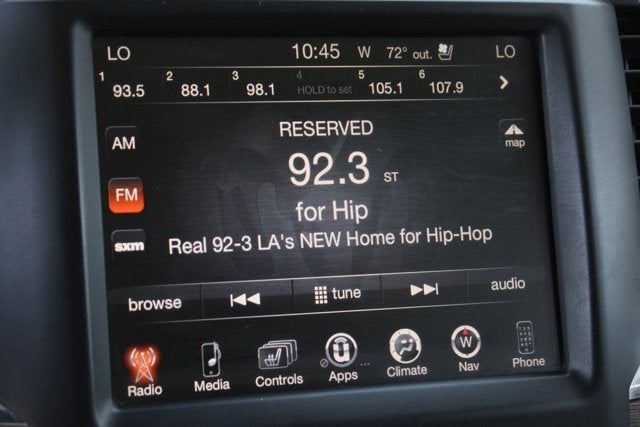 LO 10:45 W 72° out. LO
1 93.5 2 88.1 3 98.1 4 HOLD to set 5 105.1 6 107.9
AM RESERVED map
FM 92.3 ST
for Hip
sxm Real 92-3 LA's NEW Home for Hip-Hop
browse tune audio
Radio Media Controls Apps ... Climate W Nav Phone